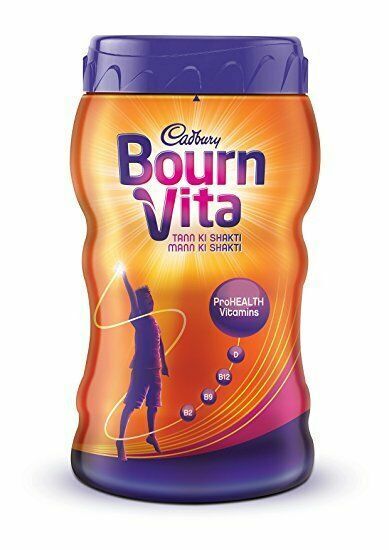 Cadbury
Bourn
Vita
TANN KI SHAKTI
MANN KI SHAKTI
ProHEALTH
Vitamins
D
B12
B9
B2